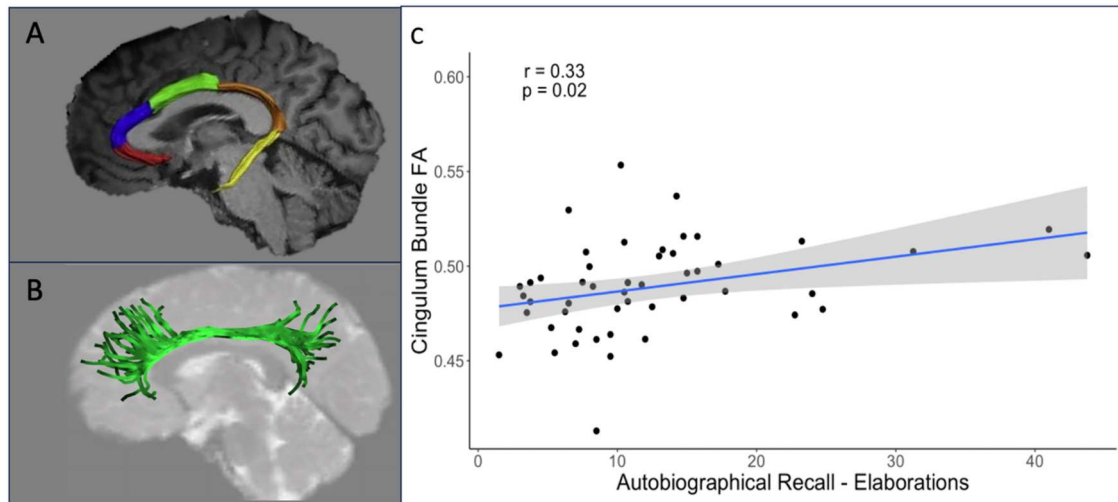 A
B
c
r = 0.33
p = 0.02
Cingulum Bundle FA
0.60
0.55
0.50
0.45
0 10 20 30 40
Autobiographical Recall - Elaborations